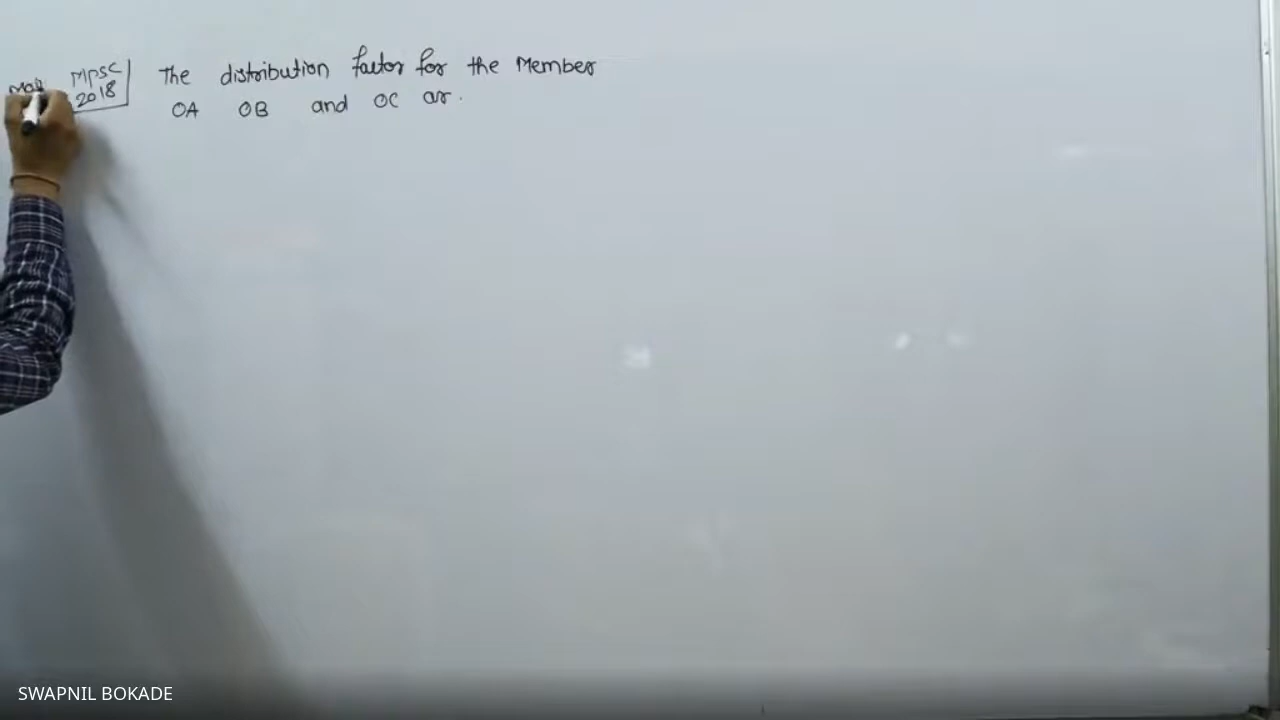 MPSC
2018
The distribution factor for the Member
OA OB and OC ar.
SWAPNIL BOKADE